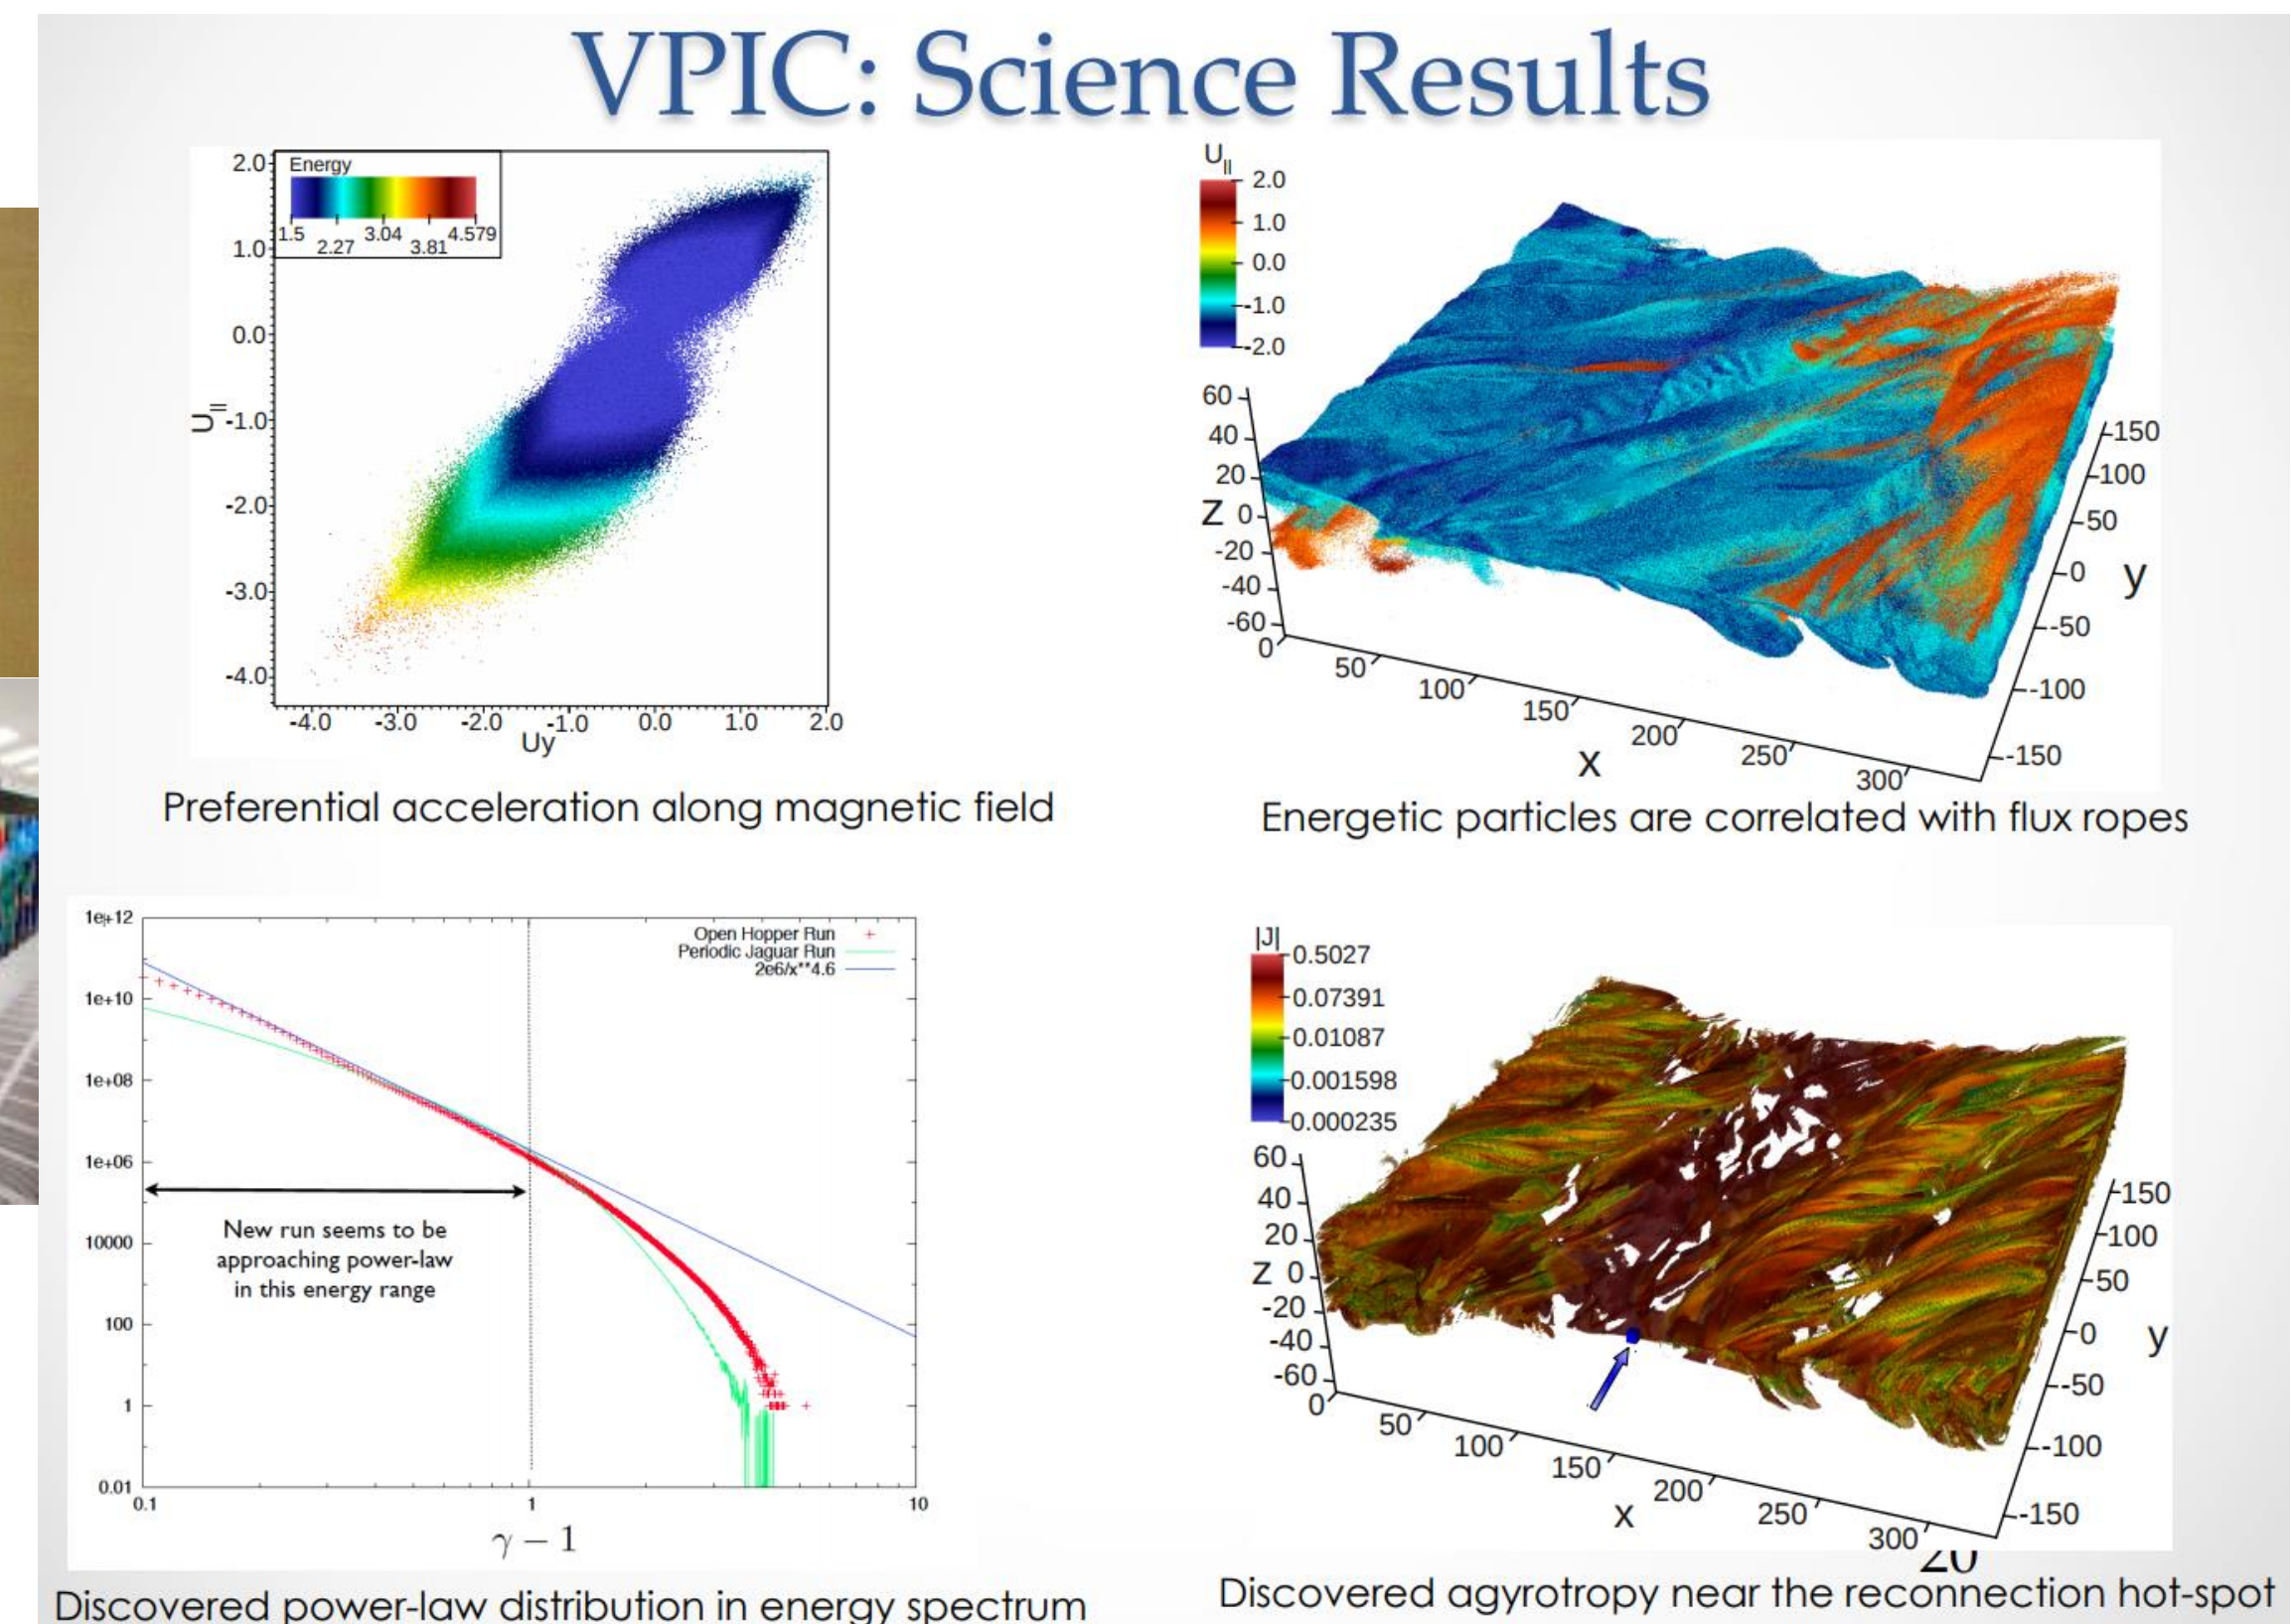 VPIC: Science Results
Energy
1.5 2.27 3.04 3.81 4.579
2.0
1.0
0.0
-1.0
-2.0
-3.0
-4.0
U||
-4.0 -3.0 -2.0 -1.0 0.0 1.0 2.0
Uy
Preferential acceleration along magnetic field
U||
2.0
1.0
0.0
-1.0
-2.0
60
40
20
Z 0
-20
-40
-60
0 50 100 150 200 250 300
x
150
100
50
0 y
-50
-100
-150
Energetic particles are correlated with flux ropes
1e+12
1e+10
1e+08
1e+06
10000
100
1
0.01
Open Hopper Run
Periodic Jaguar Run
2e6/x**4.6
New run seems to be
approaching power-law
in this energy range
0.1 1 10
γ − 1
Discovered power-law distribution in energy spectrum
|J|
0.5027
0.07391
0.01087
0.001598
0.000235
60
40
20
Z 0
-20
-40
-60
0 50 100 150 200 250 300
x
150
100
50
0 y
-50
-100
-150
20
Discovered agyrotropy near the reconnection hot-spot